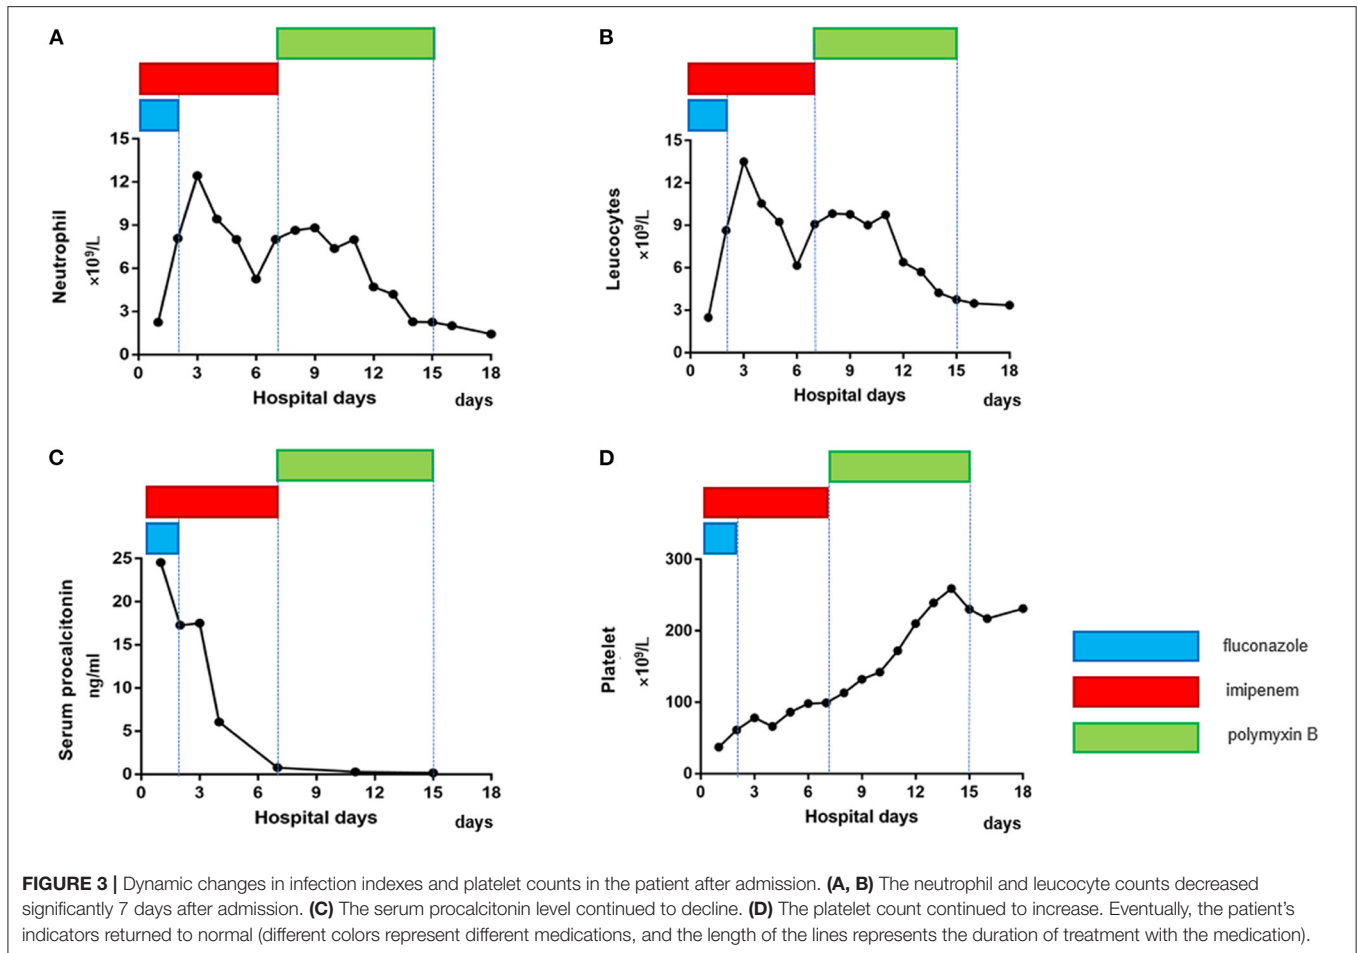 A
15
12
9
6
3
0
Neutrophil
×10⁹/L
0 3 6 9 12 15 18
Hospital days days
B
15
12
9
6
3
0
Leucocytes
×10⁹/L
0 3 6 9 12 15 18
Hospital days days
C
25
20
15
10
5
0
Serum procalcitonin
ng/ml
0 3 6 9 12 15 18
Hospital days days
D
300
200
100
0
Platelet
×10⁹/L
0 3 6 9 12 15 18
Hospital days days
fluconazole
imipenem
polymyxin B
FIGURE 3 | Dynamic changes in infection indexes and platelet counts in the patient after admission. (A, B) The neutrophil and leucocyte counts decreased
significantly 7 days after admission. (C) The serum procalcitonin level continued to decline. (D) The platelet count continued to increase. Eventually, the patient's
indicators returned to normal (different colors represent different medications, and the length of the lines represents the duration of treatment with the medication).